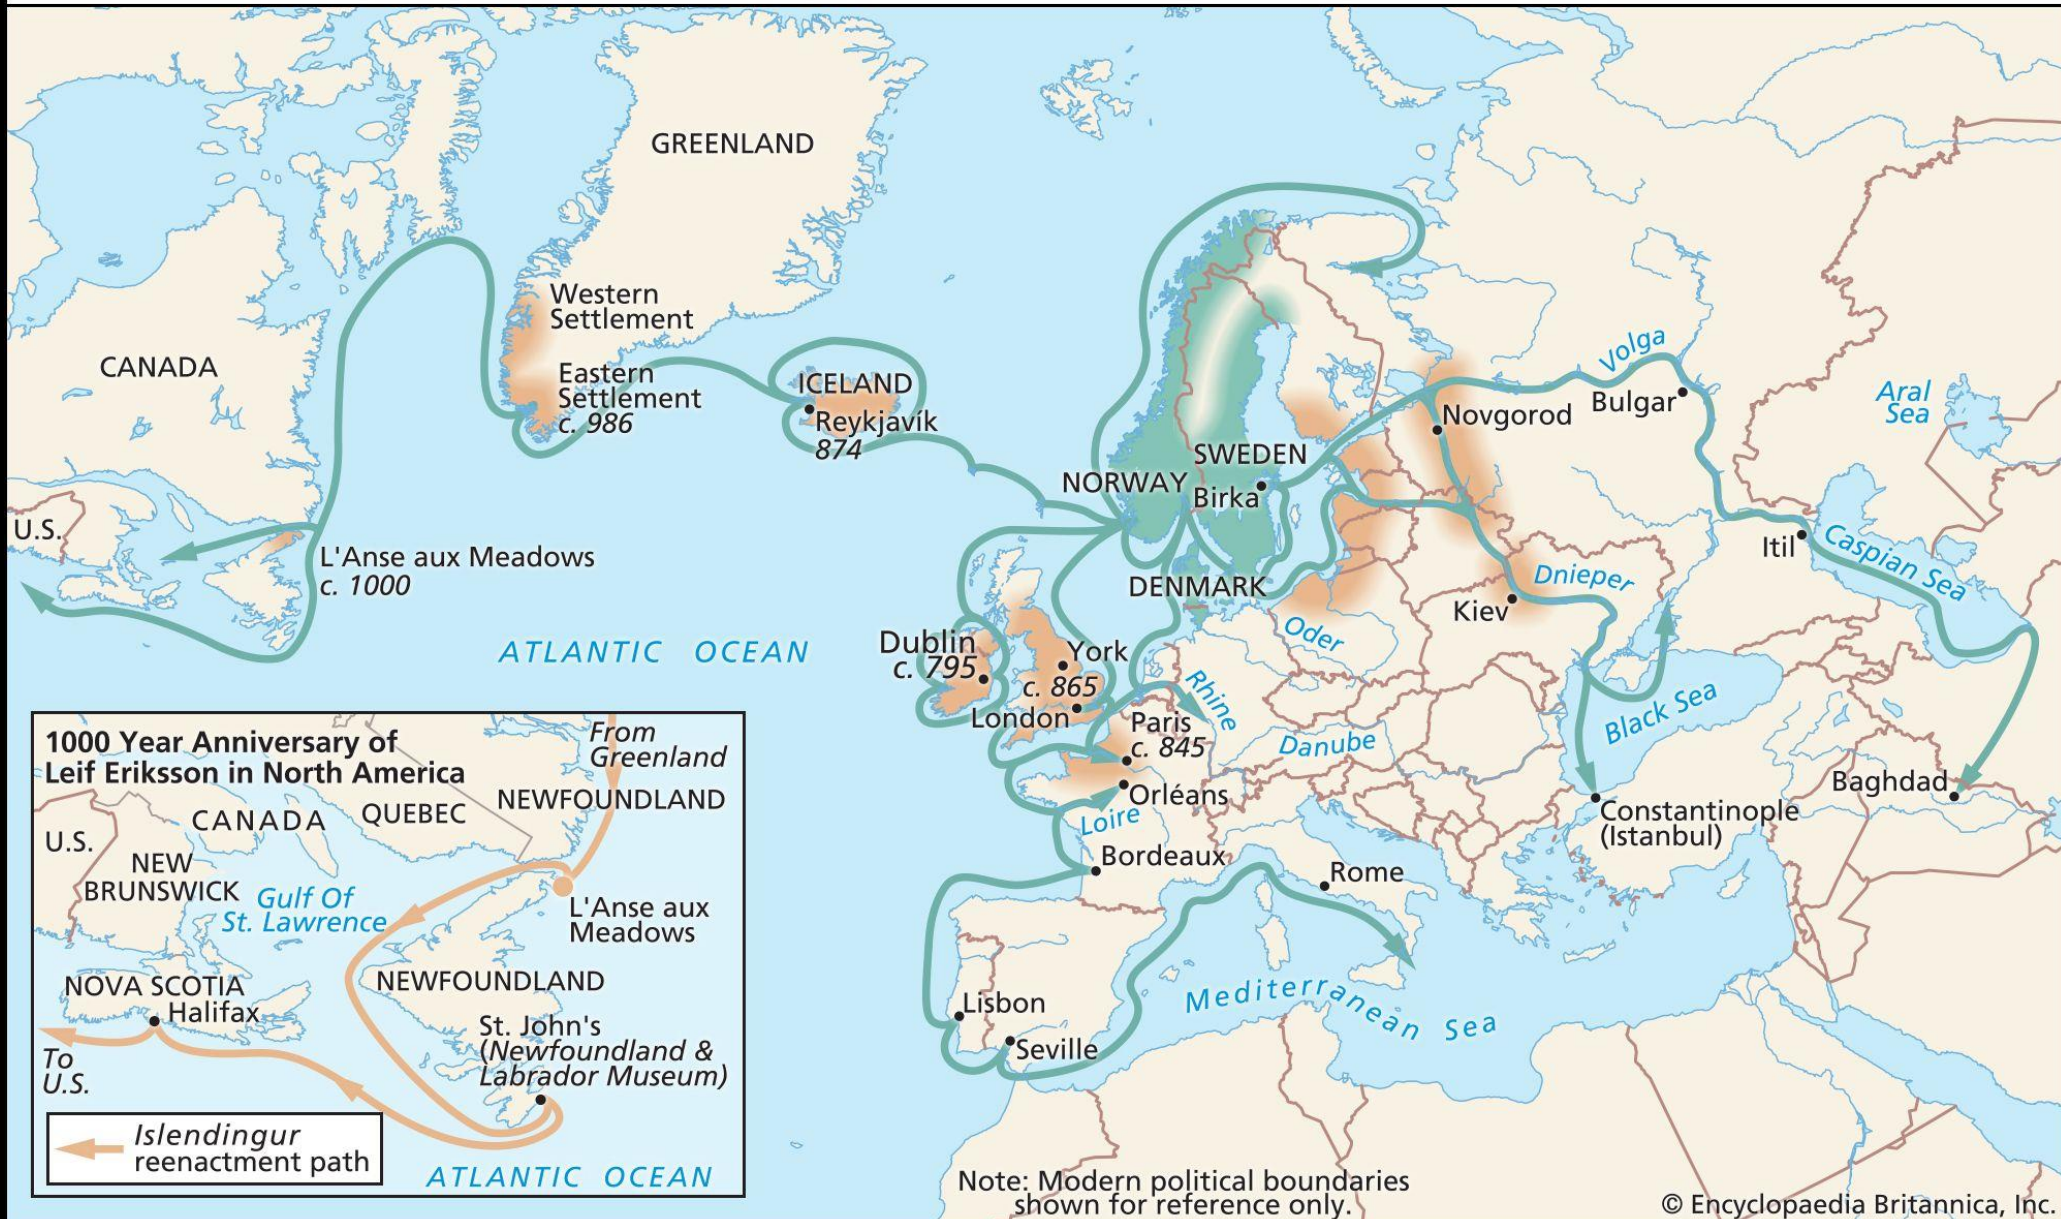 GREENLAND
Western
Settlement
Eastern
Settlement
c. 986
CANADA
U.S.
L'Anse aux Meadows
c. 1000
ICELAND
Reykjavík
874
ATLANTIC OCEAN
NORWAY
SWEDEN
Birka
DENMARK
Dublin
c. 795
York
c. 865
London
Paris
c. 845
Orléans
Loire
Bordeaux
Rhine
Oder
Danube
Lisbon
Seville
Rome
Mediterranean Sea
Novgorod
Volga
Bulgar
Kiev
Dnieper
Itil
Caspian Sea
Aral
Sea
Black Sea
Constantinople
(Istanbul)
Baghdad
1000 Year Anniversary of
Leif Eriksson in North America
From
Greenland
CANADA
QUEBEC
NEWFOUNDLAND
U.S.
NEW
BRUNSWICK
Gulf Of
St. Lawrence
L'Anse aux
Meadows
NOVA SCOTIA
Halifax
NEWFOUNDLAND
St. John's
(Newfoundland &
Labrador Museum)
To
U.S.
Islendingur
reenactment path
ATLANTIC OCEAN
Note: Modern political boundaries
shown for reference only.
© Encyclopaedia Britannica, Inc.